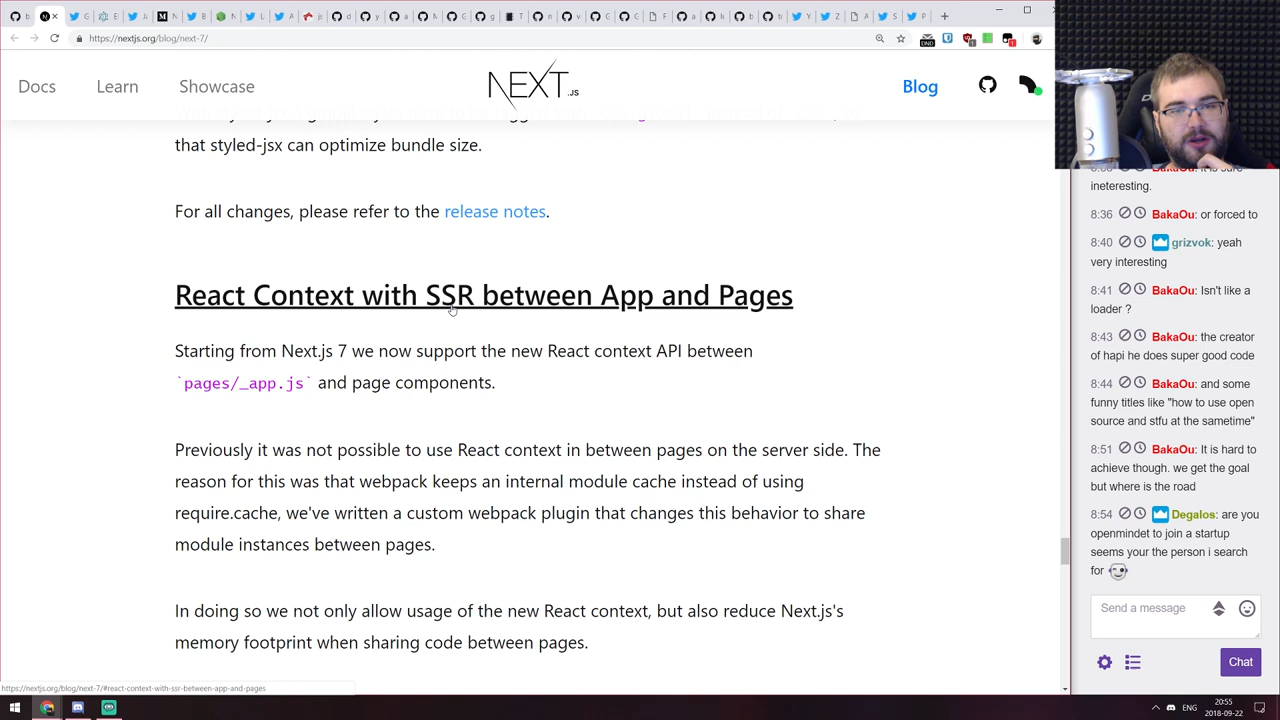 https://nextjs.org/blog/next-7/
DND
1
1
Docs
Learn
Showcase
NEXT.JS
Blog
that styled-jsx can optimize bundle size.
For all changes, please refer to the release notes.
React Context with SSR between App and Pages
Starting from Next.js 7 we now support the new React context API between
`pages/_app.js` and page components.
Previously it was not possible to use React context in between pages on the server side. The
reason for this was that webpack keeps an internal module cache instead of using
require.cache, we've written a custom webpack plugin that changes this behavior to share
module instances between pages.
In doing so we not only allow usage of the new React context, but also reduce Next.js's
memory footprint when sharing code between pages.
https://nextjs.org/blog/next-7/#react-context-with-ssr-between-app-and-pages
BakaOu: it is sure
ineteresting.
8:36 BakaOu: or forced to
8:40 grizvok: yeah
very interesting
8:41 BakaOu: Isn't like a
loader ?
8:43 BakaOu: the creator
of hapi he does super good code
8:44 BakaOu: and some
funny titles like "how to use open
source and stfu at the sametime"
8:51 BakaOu: It is hard to
achieve though. we get the goal
but where is the road
8:54 Degalos: are you
openmindet to join a startup
seems your the person i search
for
Send a message
Chat
ENG
20:55
2018-09-22